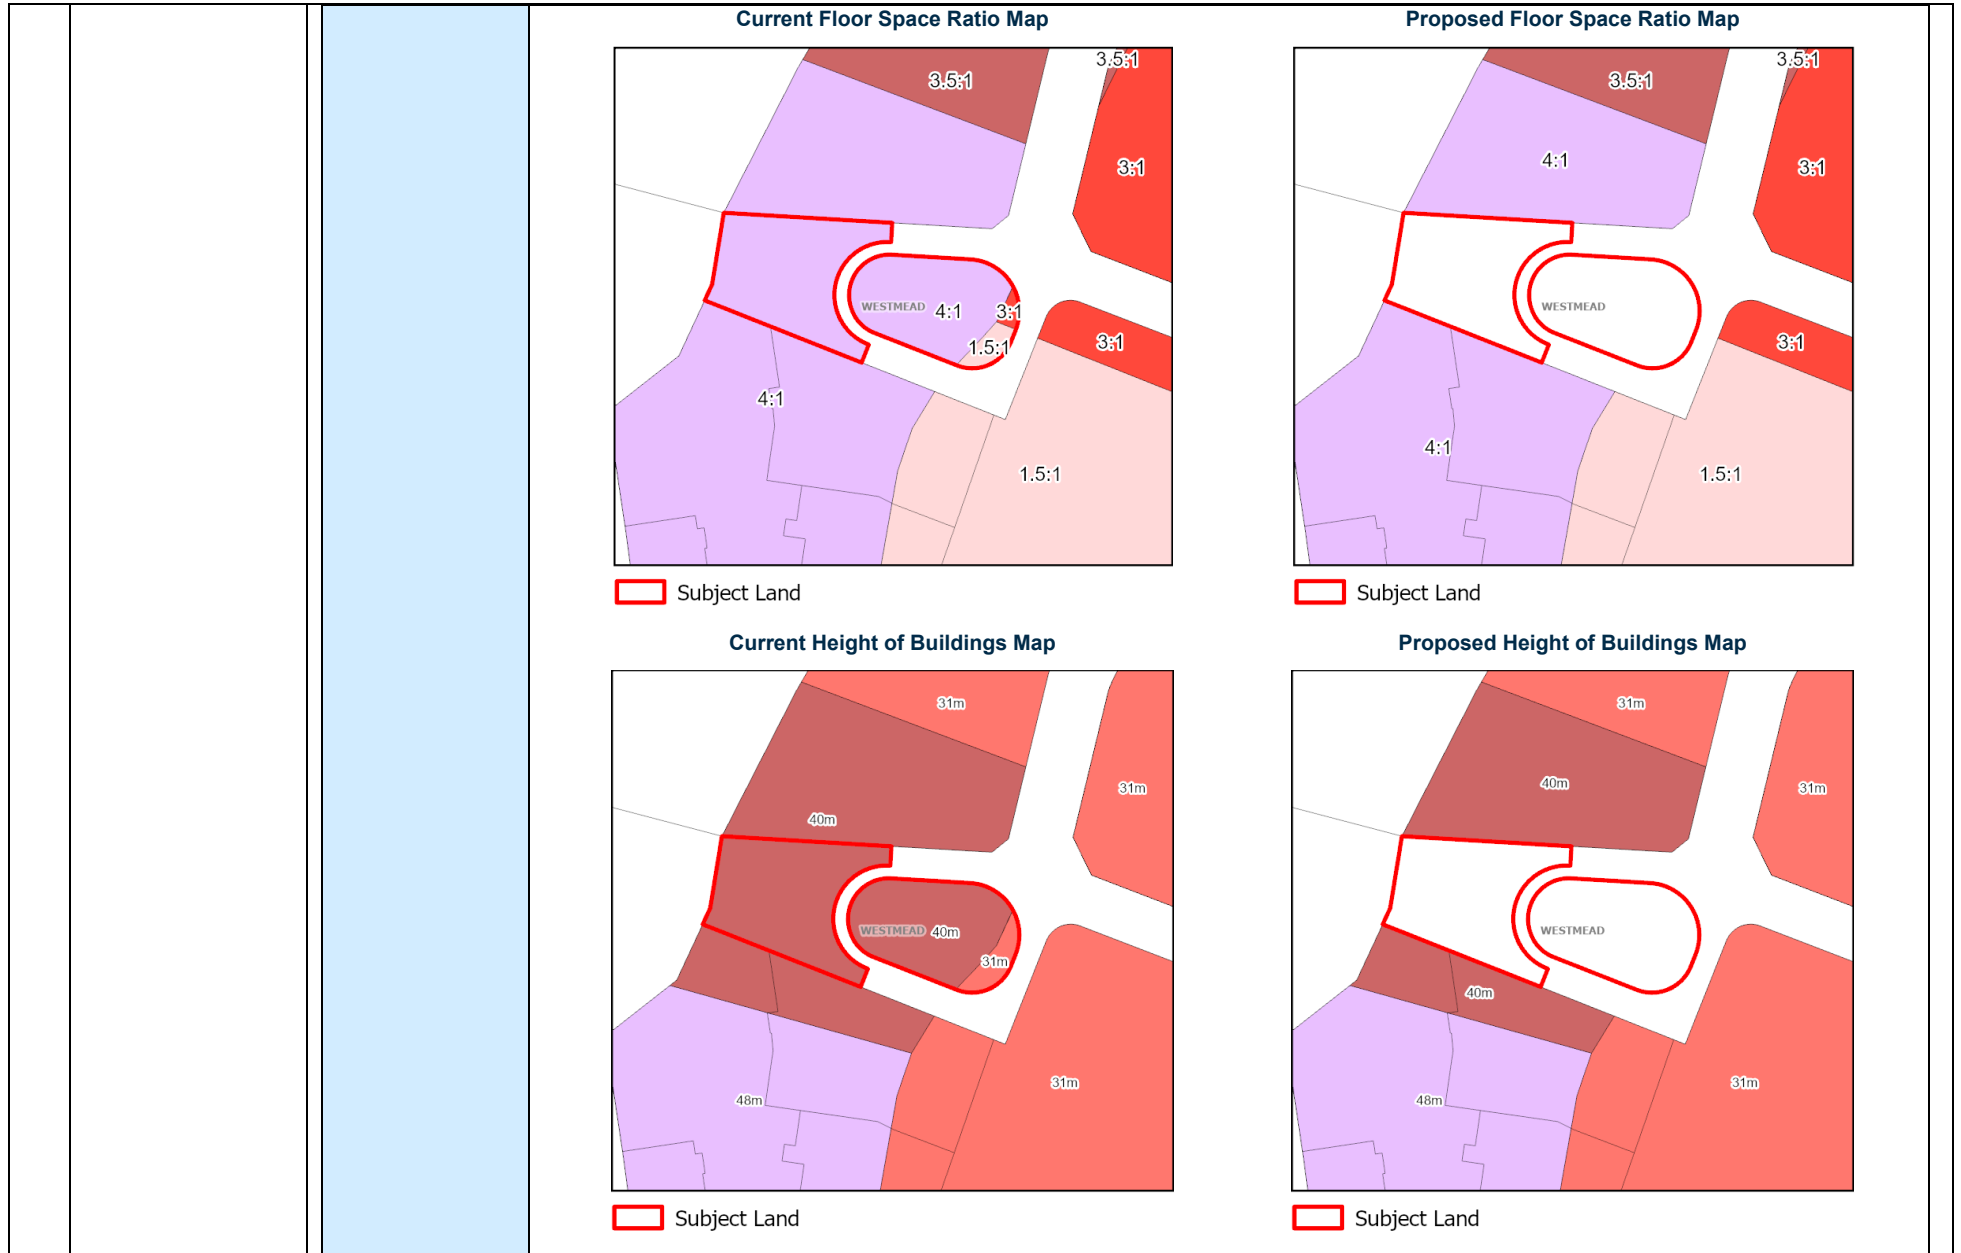 Current Floor Space Ratio Map
3.5:1
3.5:1
3:1
WESTMEAD
4:1
3:1
1.5:1
3:1
4:1
1.5:1
Subject Land
Proposed Floor Space Ratio Map
3.5:1
3.5:1
4:1
3:1
WESTMEAD
3:1
4:1
1.5:1
Subject Land
Current Height of Buildings Map
31m
31m
40m
WESTMEAD
40m
31m
31m
48m
Subject Land
Proposed Height of Buildings Map
31m
40m
31m
WESTMEAD
40m
31m
48m
Subject Land